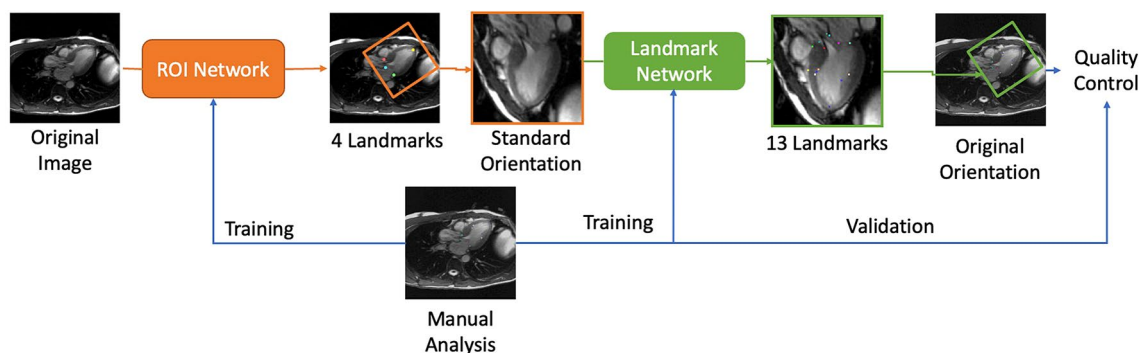 Original
Image
ROI Network
4 Landmarks
Standard
Orientation
Landmark
Network
13 Landmarks
Original
Orientation
Quality
Control
Training
Training
Validation
Manual
Analysis